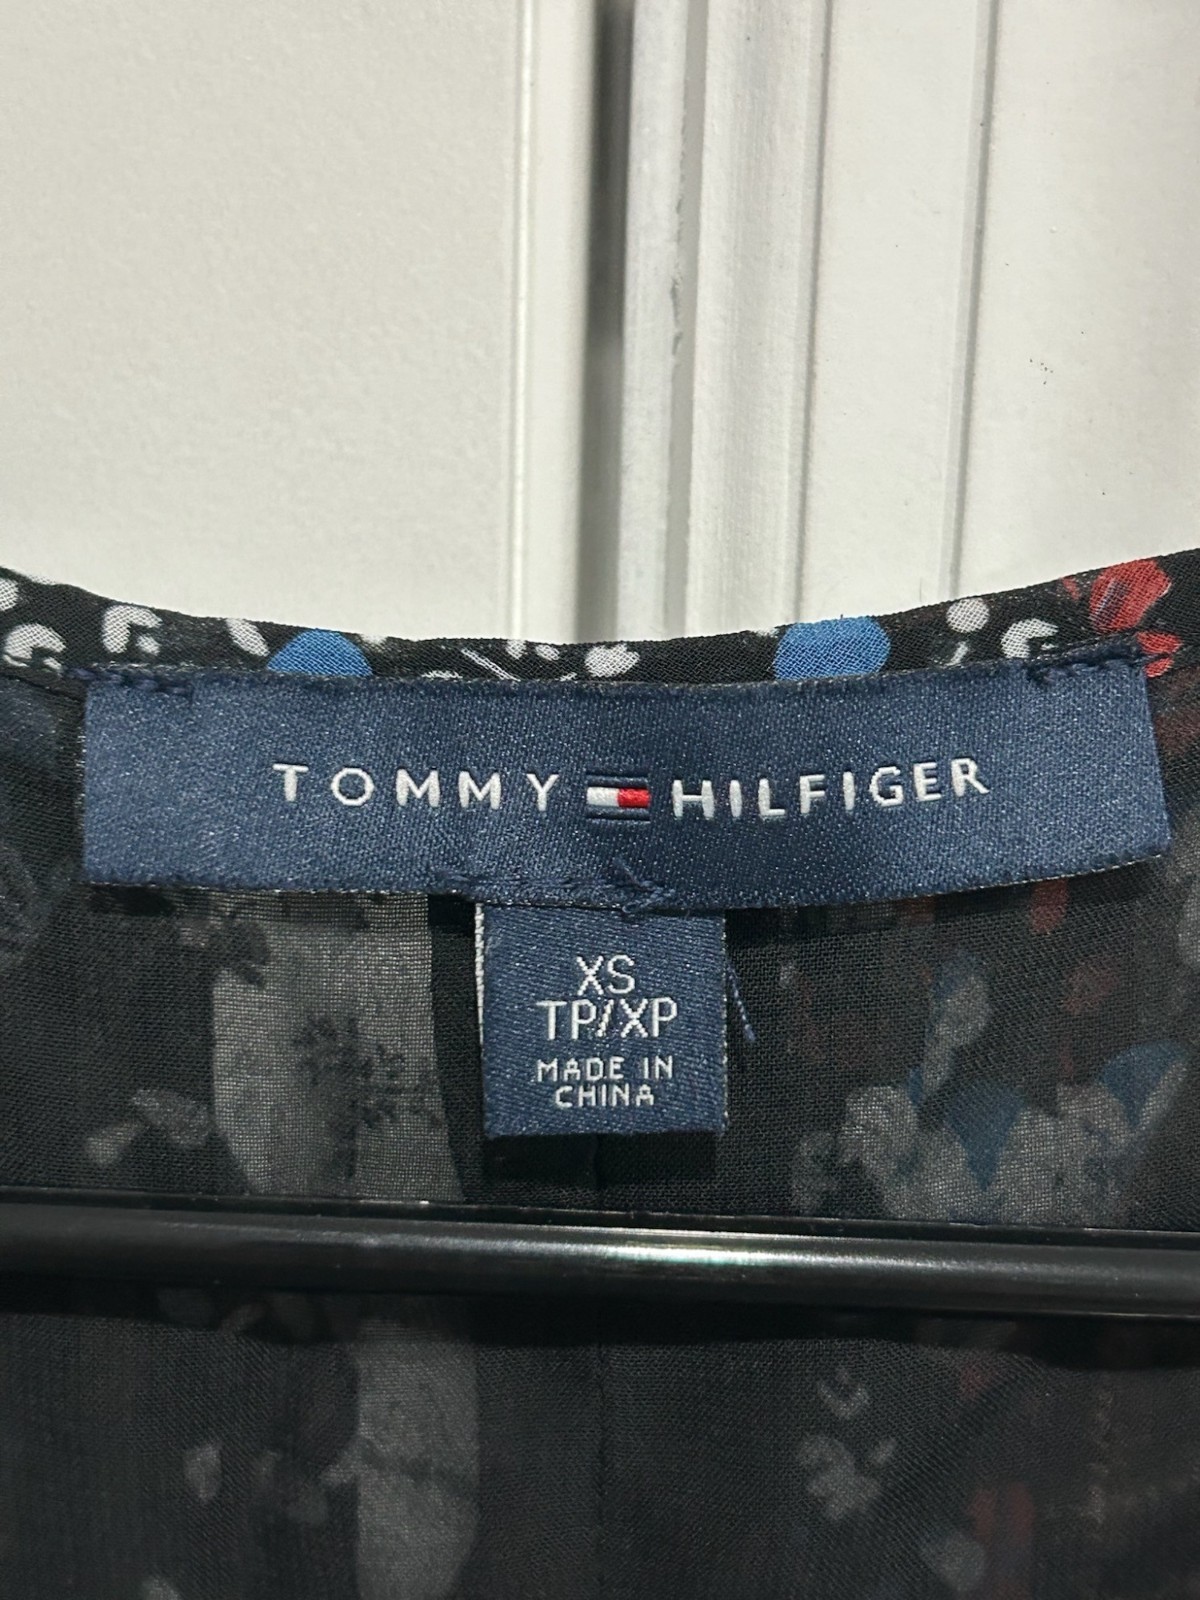 TOMMY HILFIGER
XS
TP/XP
MADE IN
CHINA